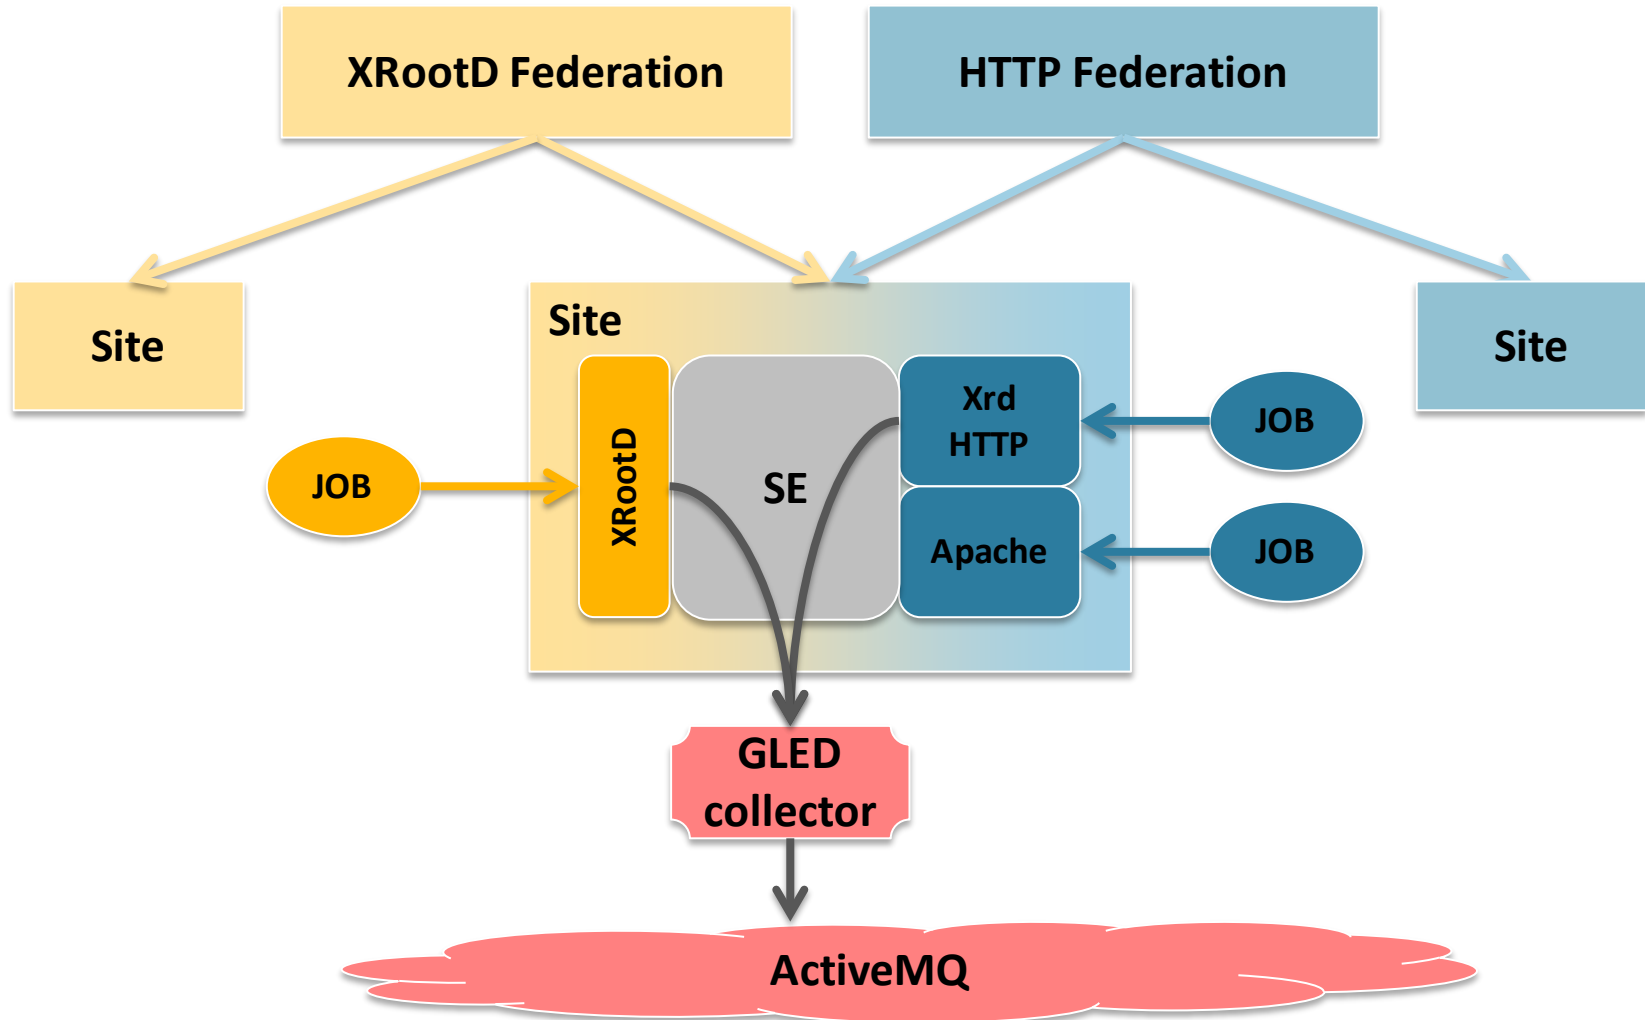 XRootD Federation
HTTP Federation
Site
Site
Site
XRootD
SE
Xrd
HTTP
Apache
JOB
JOB
JOB
GLED
collector
ActiveMQ